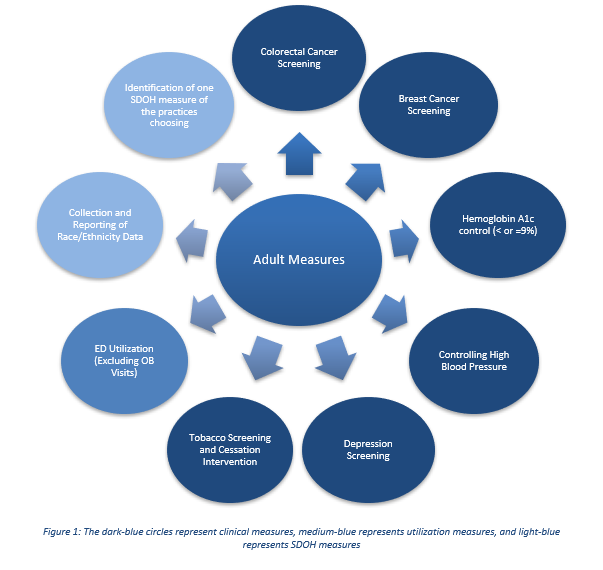 Colorectal Cancer
Screening
Breast Cancer
Screening
Hemoglobin A1c
control (< or =9%)
Controlling High
Blood Pressure
Depression
Screening
Tobacco Screening
and Cessation
Intervention
ED Utilization
(Excluding OB
Visits)
Collection and
Reporting of
Race/Ethnicity Data
Identification of one
SDOH measure of
the practices
choosing
Adult Measures
Figure 1: The dark-blue circles represent clinical measures, medium-blue represents utilization measures, and light-blue
represents SDOH measures